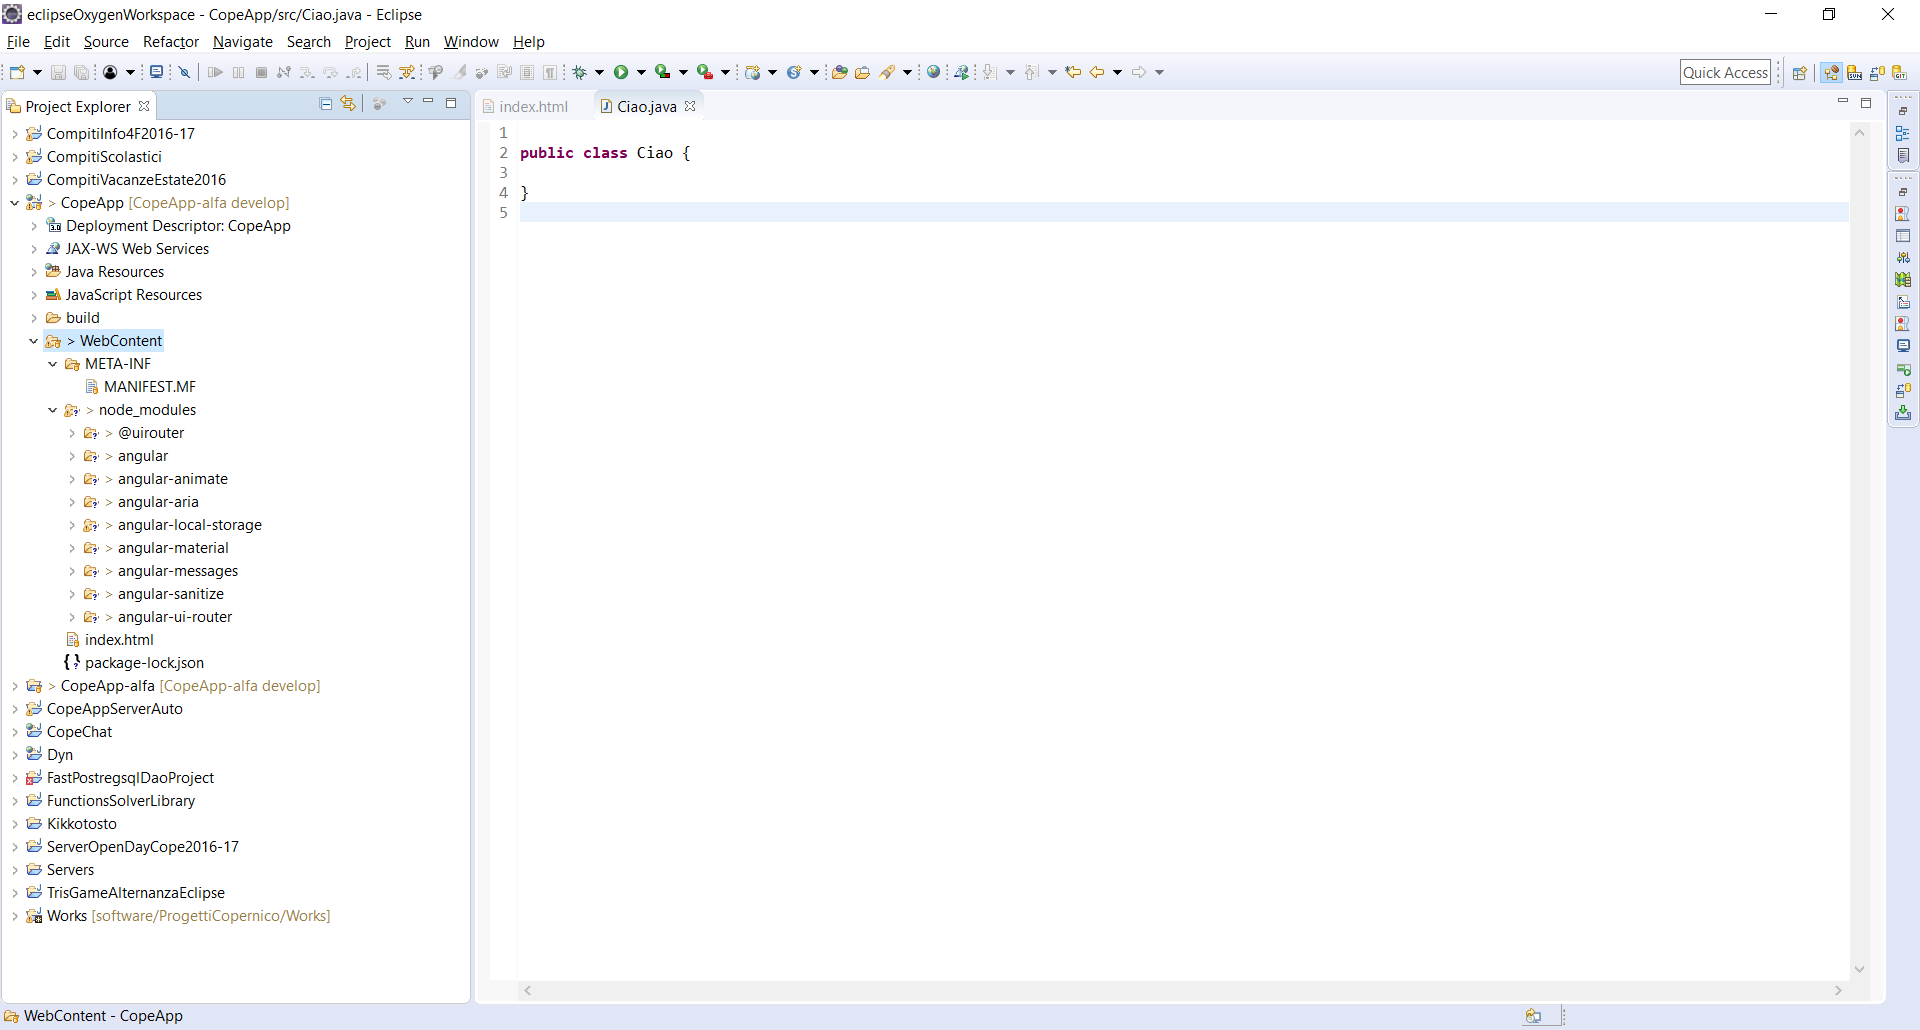 eclipseOxygenWorkspace - CopeApp/src/Ciao.java - Eclipse
File Edit Source Refactor Navigate Search Project Run Window Help
Quick Access
Project Explorer
index.html
Ciao.java
CompitiInfo4F2016-17
CompitiScolastici
CompitiVacanzeEstate2016
> CopeApp [CopeApp-alfa develop]
Deployment Descriptor: CopeApp
JAX-WS Web Services
Java Resources
JavaScript Resources
build
> WebContent
META-INF
MANIFEST.MF
> node_modules
> @uirouter
> angular
> angular-animate
> angular-aria
> angular-local-storage
> angular-material
> angular-messages
> angular-sanitize
> angular-ui-router
index.html
package-lock.json
> CopeApp-alfa [CopeApp-alfa develop]
CopeAppServerAuto
CopeChat
Dyn
FastPostregsqlDaoProject
FunctionsSolverLibrary
Kikkotosto
ServerOpenDayCope2016-17
Servers
TrisGameAlternanzaEclipse
Works [software/ProgettiCopernico/Works]
1
2 public class Ciao {
3
4 }
5
WebContent - CopeApp